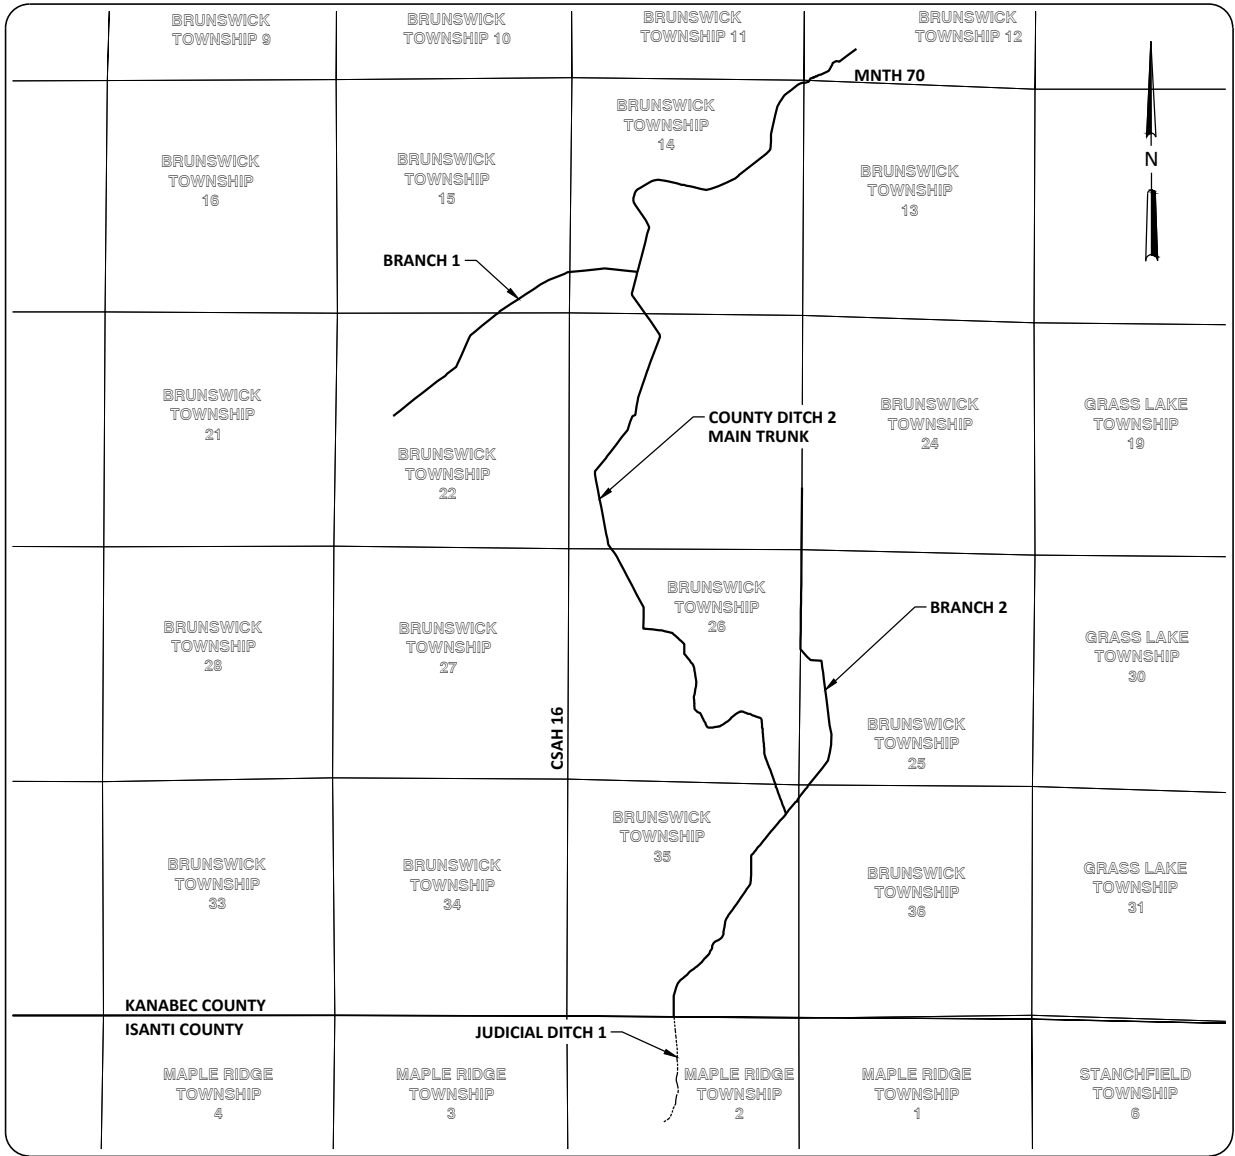 BRUNSWICK
TOWNSHIP 9
BRUNSWICK
TOWNSHIP 10
BRUNSWICK
TOWNSHIP 11
BRUNSWICK
TOWNSHIP 12
MNTH 70
BRUNSWICK
TOWNSHIP
16
BRUNSWICK
TOWNSHIP
15
BRUNSWICK
TOWNSHIP
14
BRUNSWICK
TOWNSHIP
13
N
BRANCH 1
BRUNSWICK
TOWNSHIP
21
BRUNSWICK
TOWNSHIP
22
COUNTY DITCH 2
MAIN TRUNK
BRUNSWICK
TOWNSHIP
24
GRASS LAKE
TOWNSHIP
19
BRUNSWICK
TOWNSHIP
28
BRUNSWICK
TOWNSHIP
27
BRUNSWICK
TOWNSHIP
26
BRANCH 2
GRASS LAKE
TOWNSHIP
30
CSAH 16
BRUNSWICK
TOWNSHIP
25
BRUNSWICK
TOWNSHIP
33
BRUNSWICK
TOWNSHIP
34
BRUNSWICK
TOWNSHIP
35
BRUNSWICK
TOWNSHIP
36
GRASS LAKE
TOWNSHIP
31
KANABEC COUNTY
ISANTI COUNTY
JUDICIAL DITCH 1
MAPLE RIDGE
TOWNSHIP
4
MAPLE RIDGE
TOWNSHIP
3
MAPLE RIDGE
TOWNSHIP
2
MAPLE RIDGE
TOWNSHIP
1
STANCHFIELD
TOWNSHIP
6